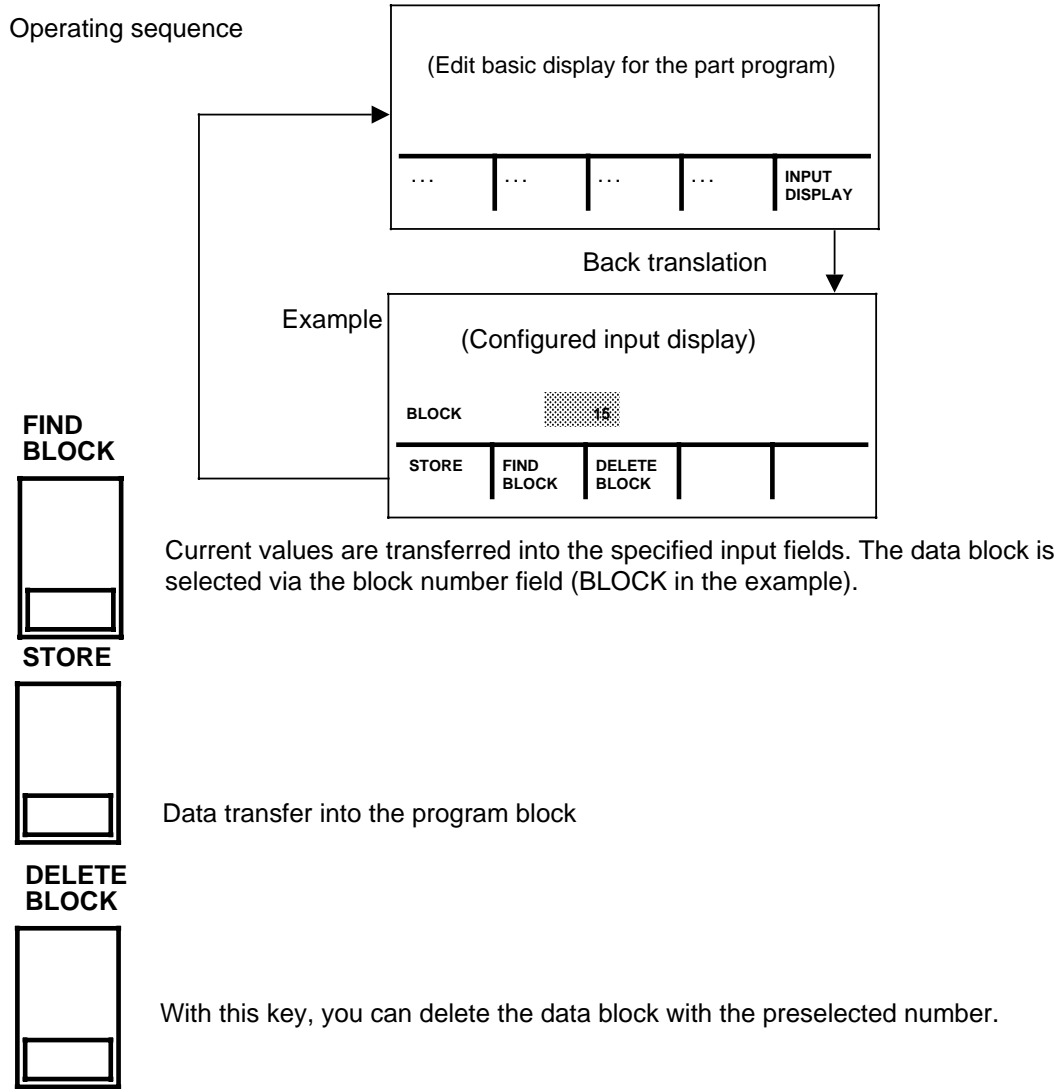 Operating sequence
(Edit basic display for the part program)
. . .
. . .
. . .
. . .
INPUT
DISPLAY
Back translation
Example
(Configured input display)
BLOCK
15
STORE
FIND
BLOCK
DELETE
BLOCK
FIND
BLOCK
Current values are transferred into the specified input fields. The data block is
selected via the block number field (BLOCK in the example).
STORE
Data transfer into the program block
DELETE
BLOCK
With this key, you can delete the data block with the preselected number.